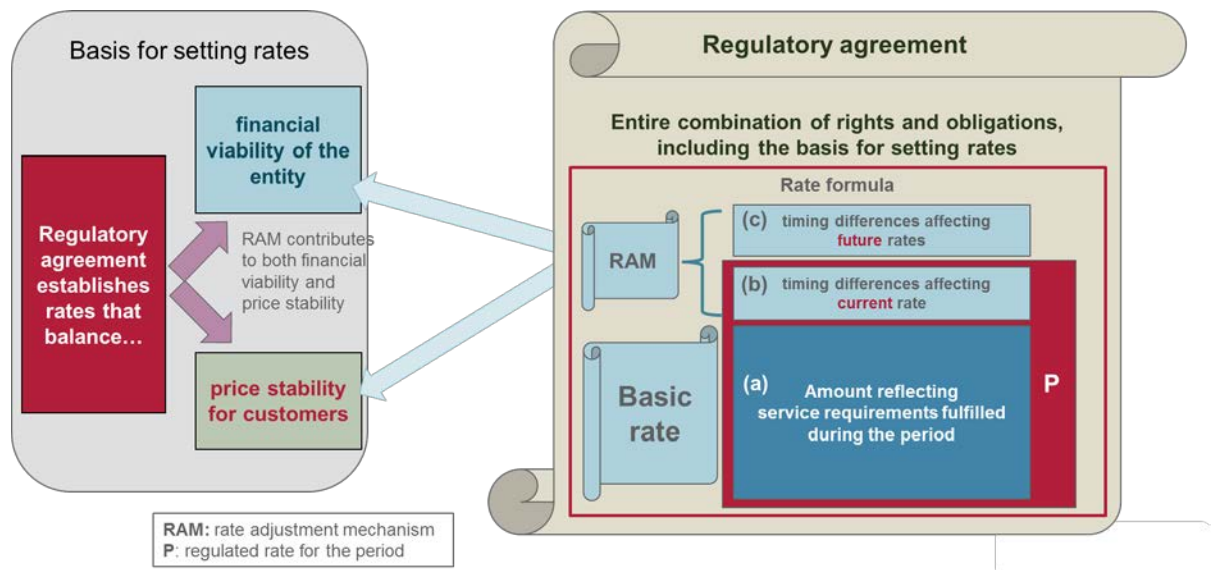 Basis for setting rates
financial
viability of the
entity
Regulatory
agreement
establishes
rates that
balance…
RAM contributes
to both financial
viability and
price stability
price stability
for customers
RAM: rate adjustment mechanism
P: regulated rate for the period
Regulatory agreement
Entire combination of rights and obligations,
including the basis for setting rates
Rate formula
RAM
(c) timing differences affecting
future rates
(b) timing differences affecting
current rate
Basic
rate
(a) Amount reflecting
service requirements fulfilled
during the period
P